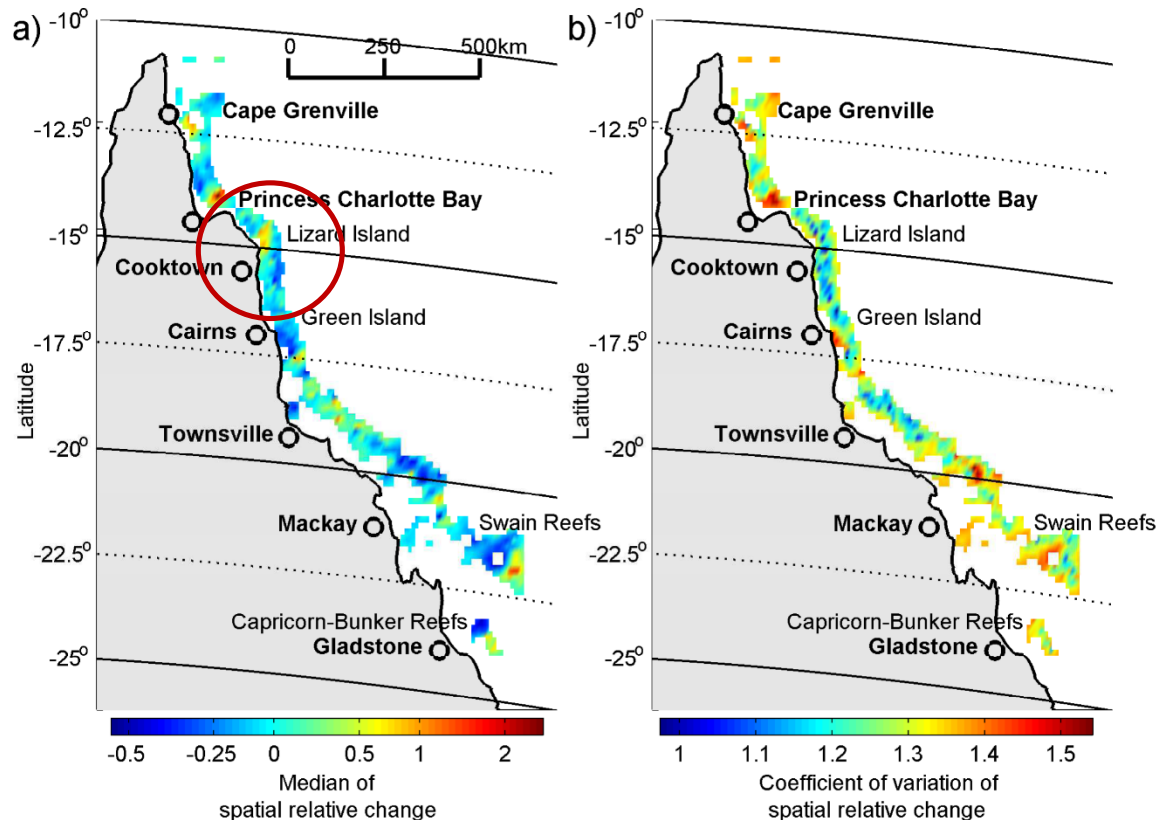 a)
0 250 500km
-10°
Cape Grenville
-12.5°
Princess Charlotte Bay
Lizard Island
-15°
Cooktown
Green Island
Cairns
-17.5°
Latitude
Townsville
-20°
Mackay
Swain Reefs
-22.5°
Capricorn-Bunker Reefs
Gladstone
-25°
-0.5 -0.25 0 0.5 1 2
Median of
spatial relative change
b)
-10°
Cape Grenville
-12.5°
Princess Charlotte Bay
Lizard Island
-15°
Cooktown
Green Island
Cairns
-17.5°
Latitude
Townsville
-20°
Mackay
Swain Reefs
-22.5°
Capricorn-Bunker Reefs
Gladstone
-25°
1 1.1 1.2 1.3 1.4 1.5
Coefficient of variation of
spatial relative change